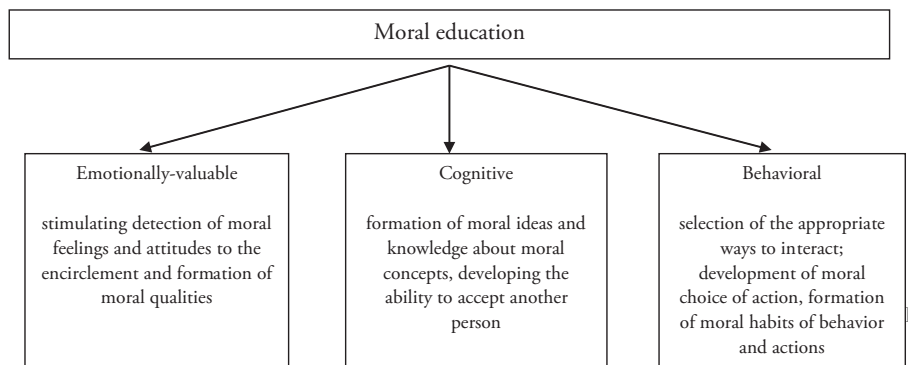 Moral education
Emotionally-valuable
stimulating detection of moral
feelings and attitudes to the
encirclement and formation of
moral qualities
Cognitive
formation of moral ideas and
knowledge about moral
concepts, developing the
ability to accept another
person
Behavioral
selection of the appropriate
ways to interact;
development of moral
choice of action, formation
of moral habits of behavior
and actions